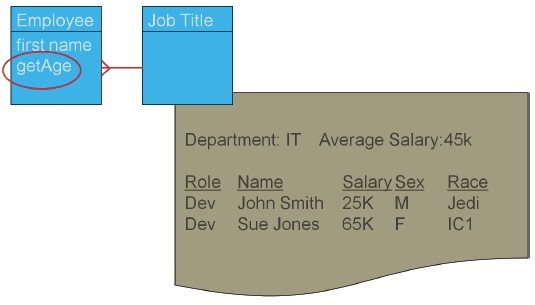 Employee
first name
getAge
Job Title
Department: IT Average Salary:45k
Role Name Salary Sex Race
Dev John Smith 25K M Jedi
Dev Sue Jones 65K F IC1